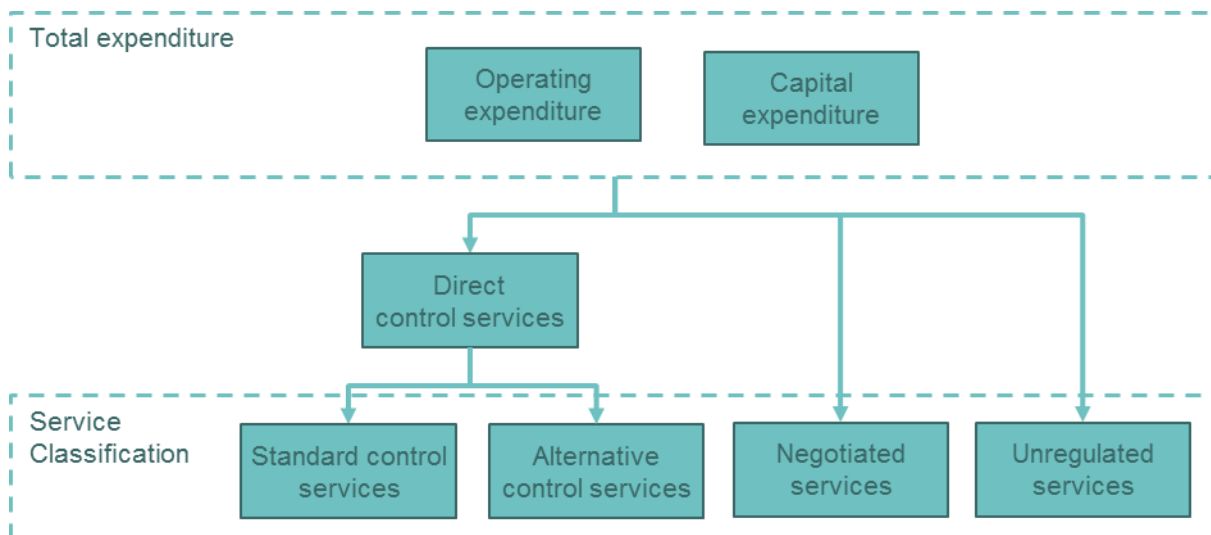 Total expenditure
Operating
expenditure
Capital
expenditure
Direct
control services
Service
Classification
Standard control
services
Alternative
control services
Negotiated
services
Unregulated
services